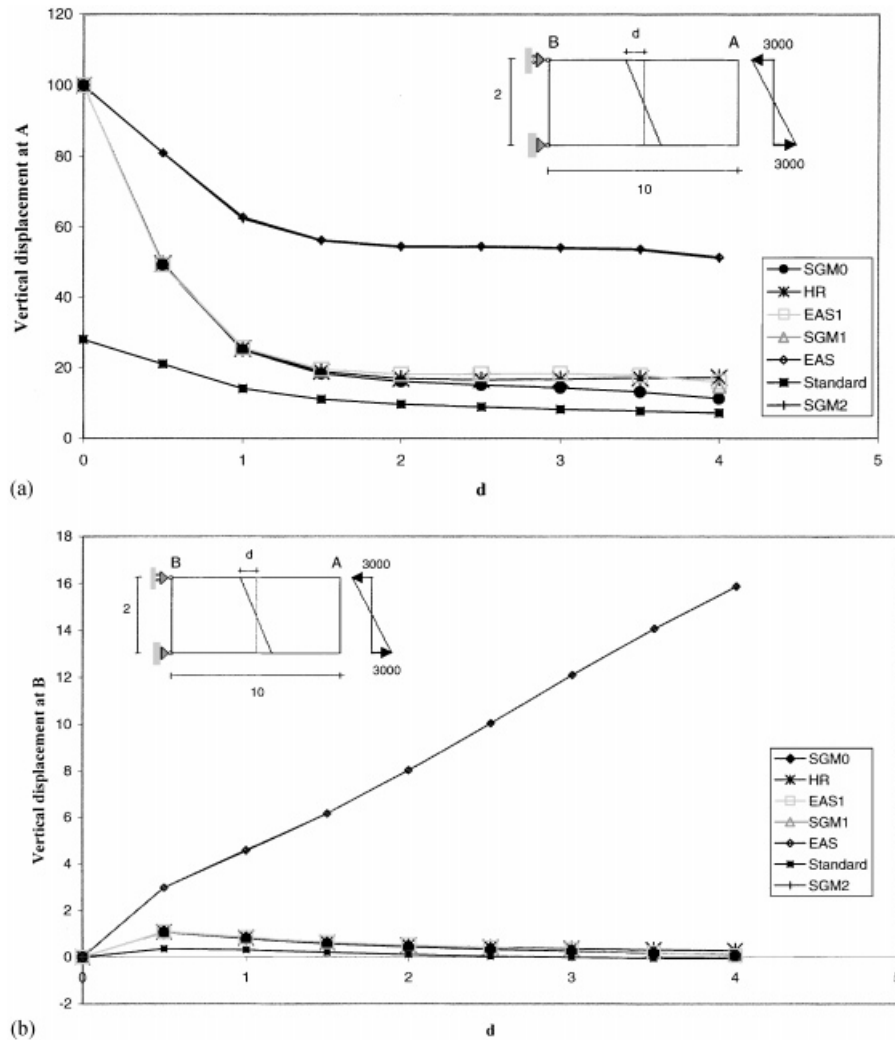 120
100
80
60
40
20
0
Vertical displacement at A
0 1 2 3 4 5
d
B d A 3000
2
10
3000
SGM0
HR
EAS1
SGM1
EAS
Standard
SGM2
(a)
18
16
14
12
10
8
6
4
2
0
-2
Vertical displacement at B
0 1 2 3 4
d
B d A 3000
2
10
3000
SGM0
HR
EAS1
SGM1
EAS
Standard
SGM2
(b)